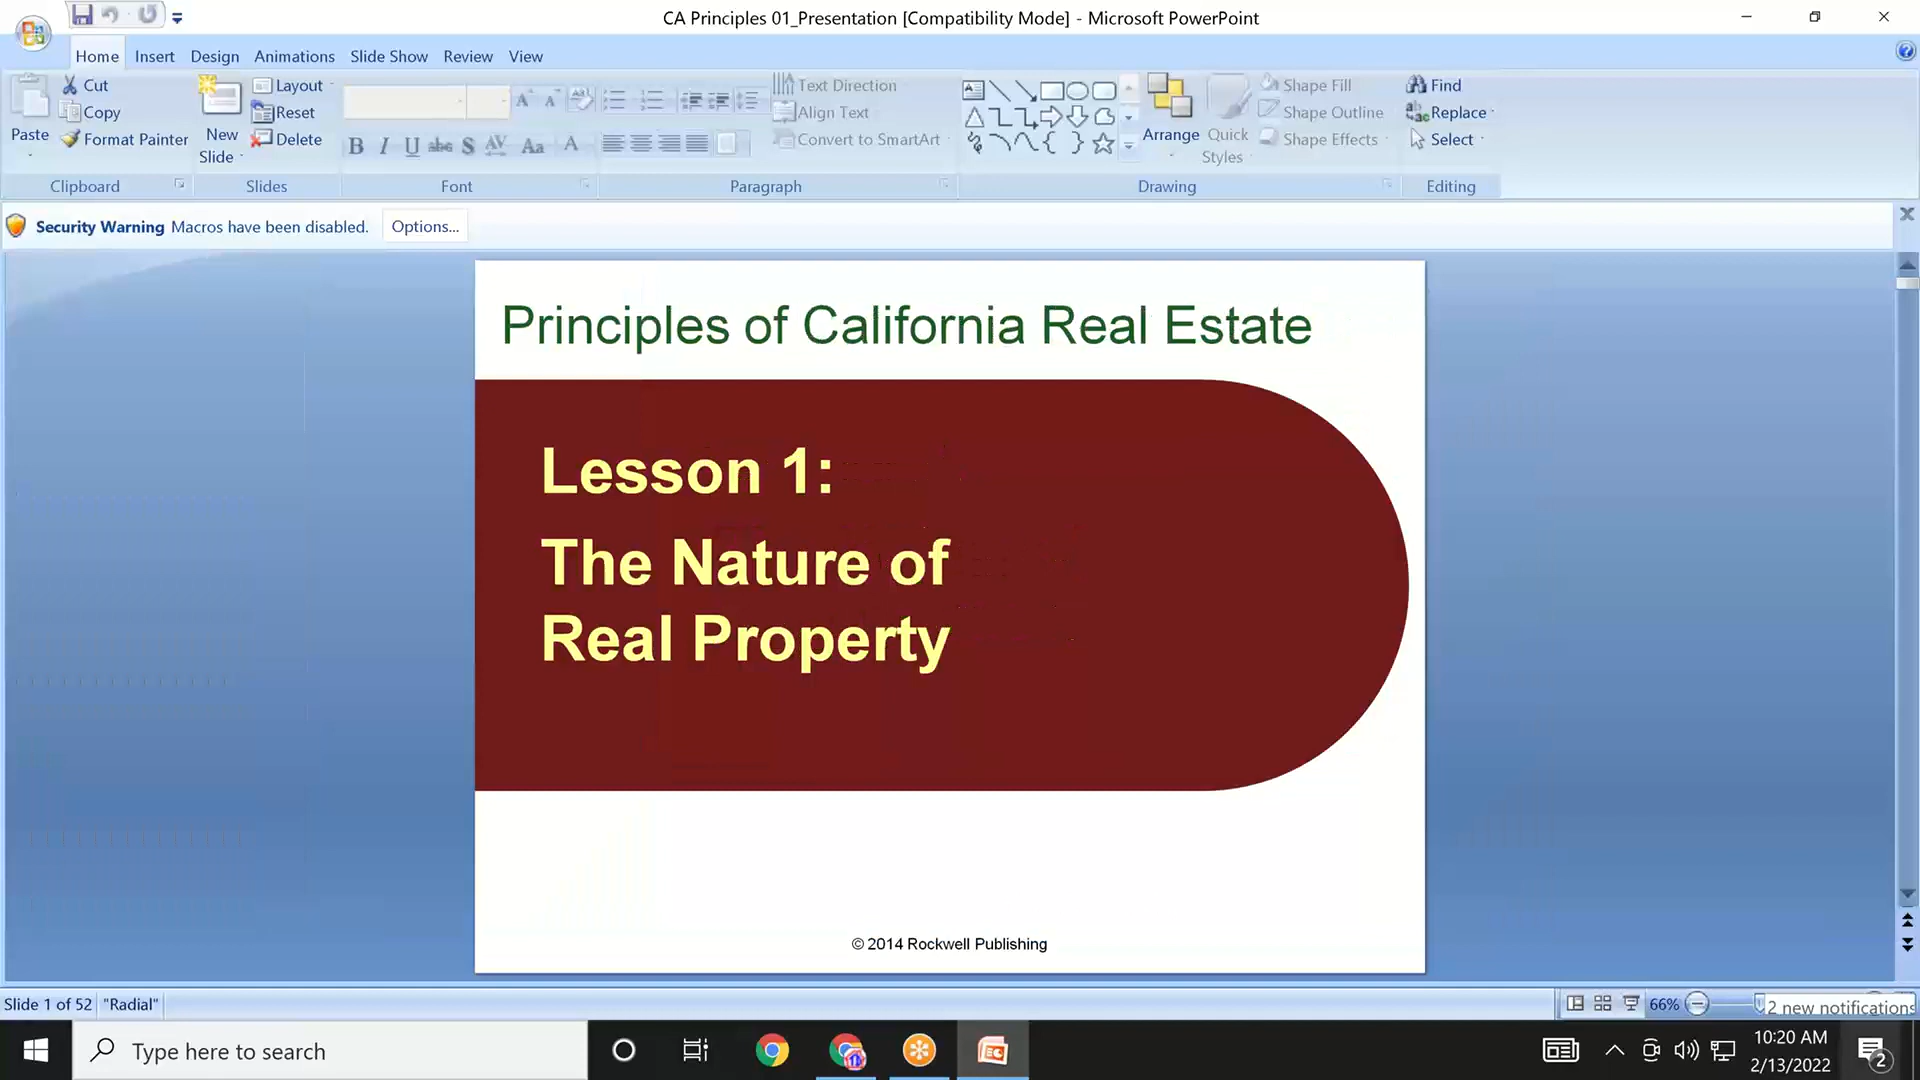 CA Principles 01_Presentation [Compatibility Mode] - Microsoft PowerPoint
Home Insert Design Animations Slide Show Review View
Paste
Cut
Copy
Format Painter
Clipboard
New
Slide
Layout
Reset
Delete
Slides
B I U abc S AV Aa A
Font
Text Direction
Align Text
Convert to SmartArt
Paragraph
Arrange
Quick
Styles
Shape Fill
Shape Outline
Shape Effects
Drawing
Find
Replace
Select
Editing
Security Warning Macros have been disabled. Options...
Principles of California Real Estate
Lesson 1:
The Nature of
Real Property
© 2014 Rockwell Publishing
Slide 1 of 52 "Radial" 66%
2 new notifications
Type here to search
10:20 AM
2/13/2022
2